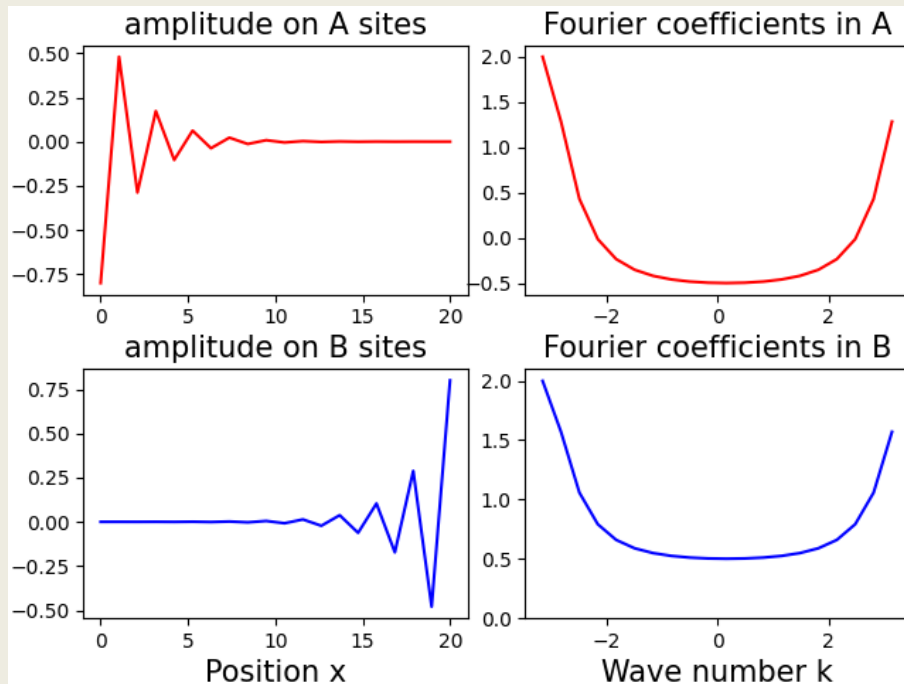 amplitude on A sites
Fourier coefficients in A
0.50
0.25
0.00
−0.25
−0.50
−0.75
0 5 10 15 20
2.0
1.5
1.0
0.5
0.0
−0.5
−2 0 2
amplitude on B sites
Fourier coefficients in B
0.75
0.50
0.25
0.00
−0.25
−0.50
0 5 10 15 20
Position x
2.0
1.5
1.0
0.5
0.0
−2 0 2
Wave number k